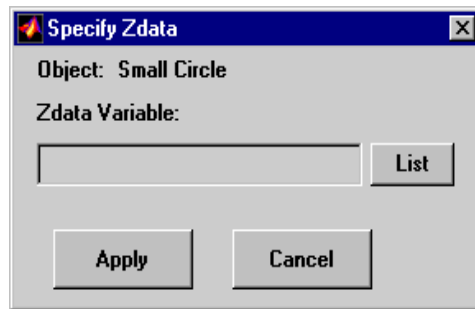 Specify Zdata
Object: Small Circle
Zdata Variable:
List
Apply Cancel